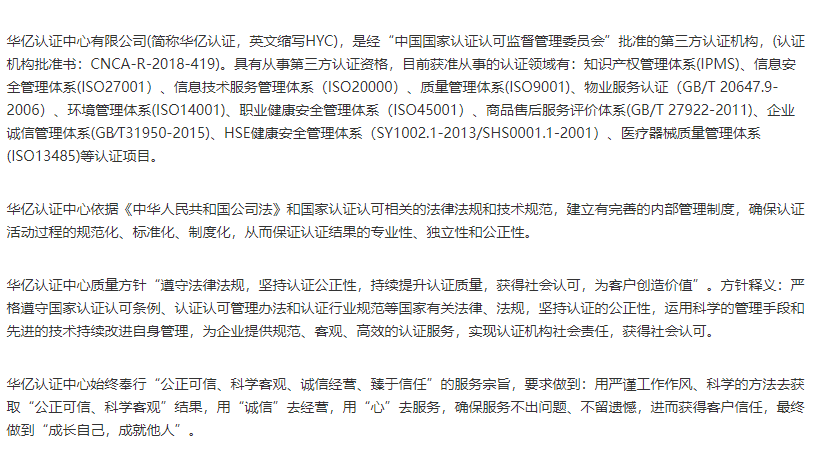 华亿认证中心有限公司(简称华亿认证，英文缩写HYC)，是经“中国国家认证认可监督管理委员会”批准的第三方认证机构，(认证
机构批准书：CNCA-R-2018-419)。具有从事第三方认证资格，目前获准从事的认证领域有：知识产权管理体系(IPMS)、信息安
全管理体系(ISO27001）、信息技术服务管理体系（ISO20000）、质量管理体系(ISO9001)、物业服务认证（GB/T 20647.9-
2006）、环境管理体系(ISO14001)、职业健康安全管理体系（ISO45001）、商品售后服务评价体系(GB/T 27922-2011)、企业
诚信管理体系(GB/T31950-2015)、HSE健康安全管理体系（SY1002.1-2013/SHS0001.1-2001）、医疗器械质量管理体系
(ISO13485)等认证项目。
华亿认证中心依据《中华人民共和国公司法》和国家认证认可相关的法律法规和技术规范，建立有完善的内部管理制度，确保认证
活动过程的规范化、标准化、制度化，从而保证认证结果的专业性、独立性和公正性。
华亿认证中心质量方针“遵守法律法规，坚持认证公正性，持续提升认证质量，获得社会认可，为客户创造价值”。方针释义：严
格遵守国家认证认可条例、认证认可管理办法和认证行业规范等国家有关法律、法规，坚持认证的公正性，运用科学的管理手段和
先进的技术持续改进自身管理，为企业提供规范、客观、高效的认证服务，实现认证机构社会责任，获得社会认可。
华亿认证中心始终奉行“公正可信、科学客观、诚信经营、臻于信任”的服务宗旨，要求做到：用严谨工作作风、科学的方法去获
取“公正可信、科学客观”结果，用“诚信”去经营，用“心”去服务，确保服务不出问题、不留遗憾，进而获得客户信任，最终
做到“成长自己，成就他人”。